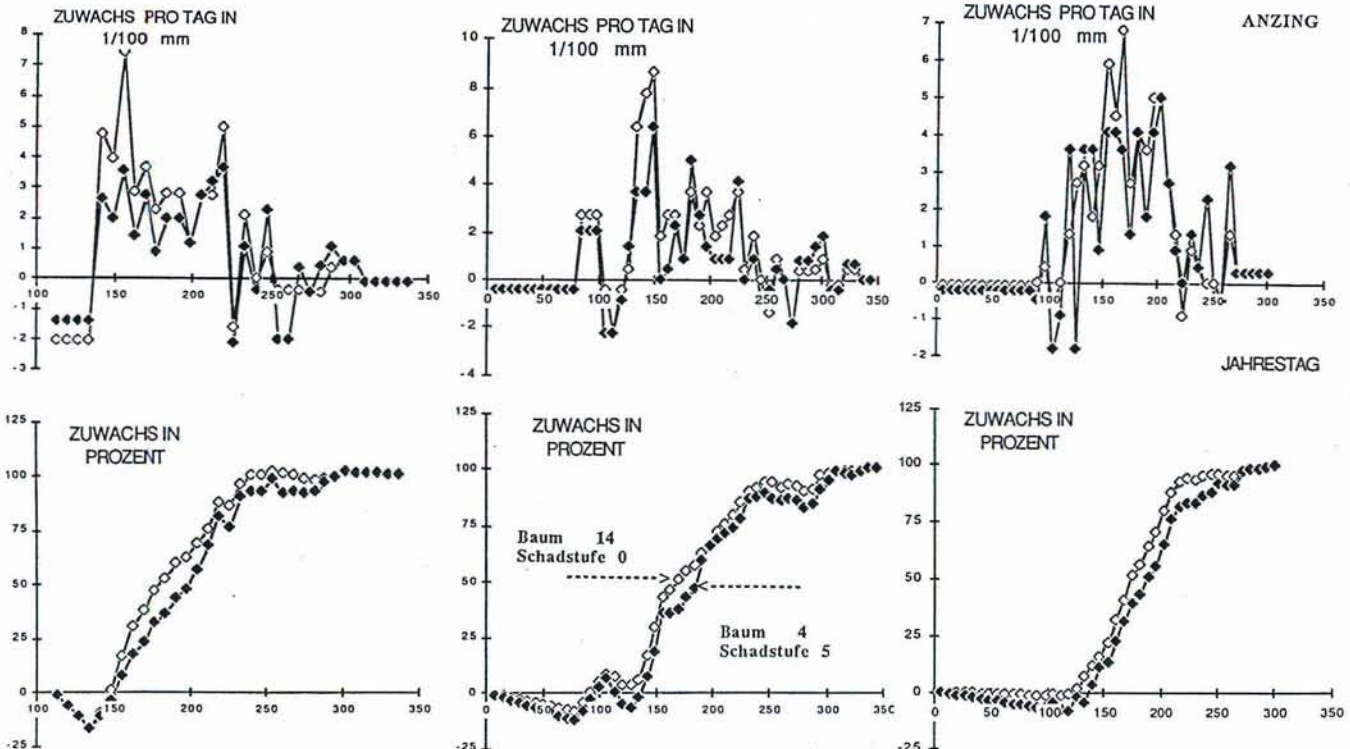 ZUWACHS PRO TAG IN
1/100 mm
8
7
6
5
4
3
2
1
0
-1
-2
-3
100 150 200 250 300 350
ZUWACHS PRO TAG IN
1/100 mm
10
8
6
4
2
0
-2
-4
0 50 100 150 200 250 300 350
ZUWACHS PRO TAG IN
1/100 mm
ANZING
7
6
5
4
3
2
1
0
-1
-2
0 50 100 150 200 250 300 350
JAHRESTAG
ZUWACHS IN
PROZENT
125
100
75
50
25
0
-25
100 150 200 250 300 350
ZUWACHS IN
PROZENT
125
100
75
50
25
0
-25
0 50 100 150 200 250 300 350
Baum 14
Schadstufe 0
Baum 4
Schadstufe 5
ZUWACHS IN
PROZENT
125
100
75
50
25
0
-25
0 50 100 150 200 250 300 350